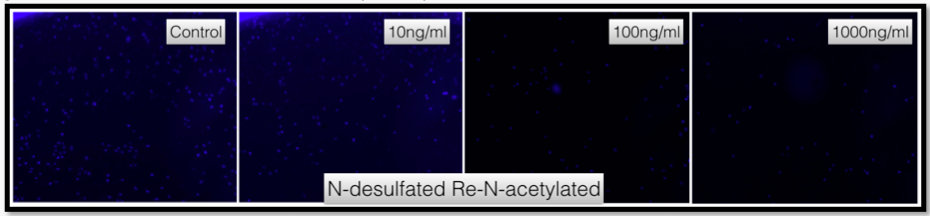 Control
10ng/ml
100ng/ml
1000ng/ml
N-desulfated Re-N-acetylated